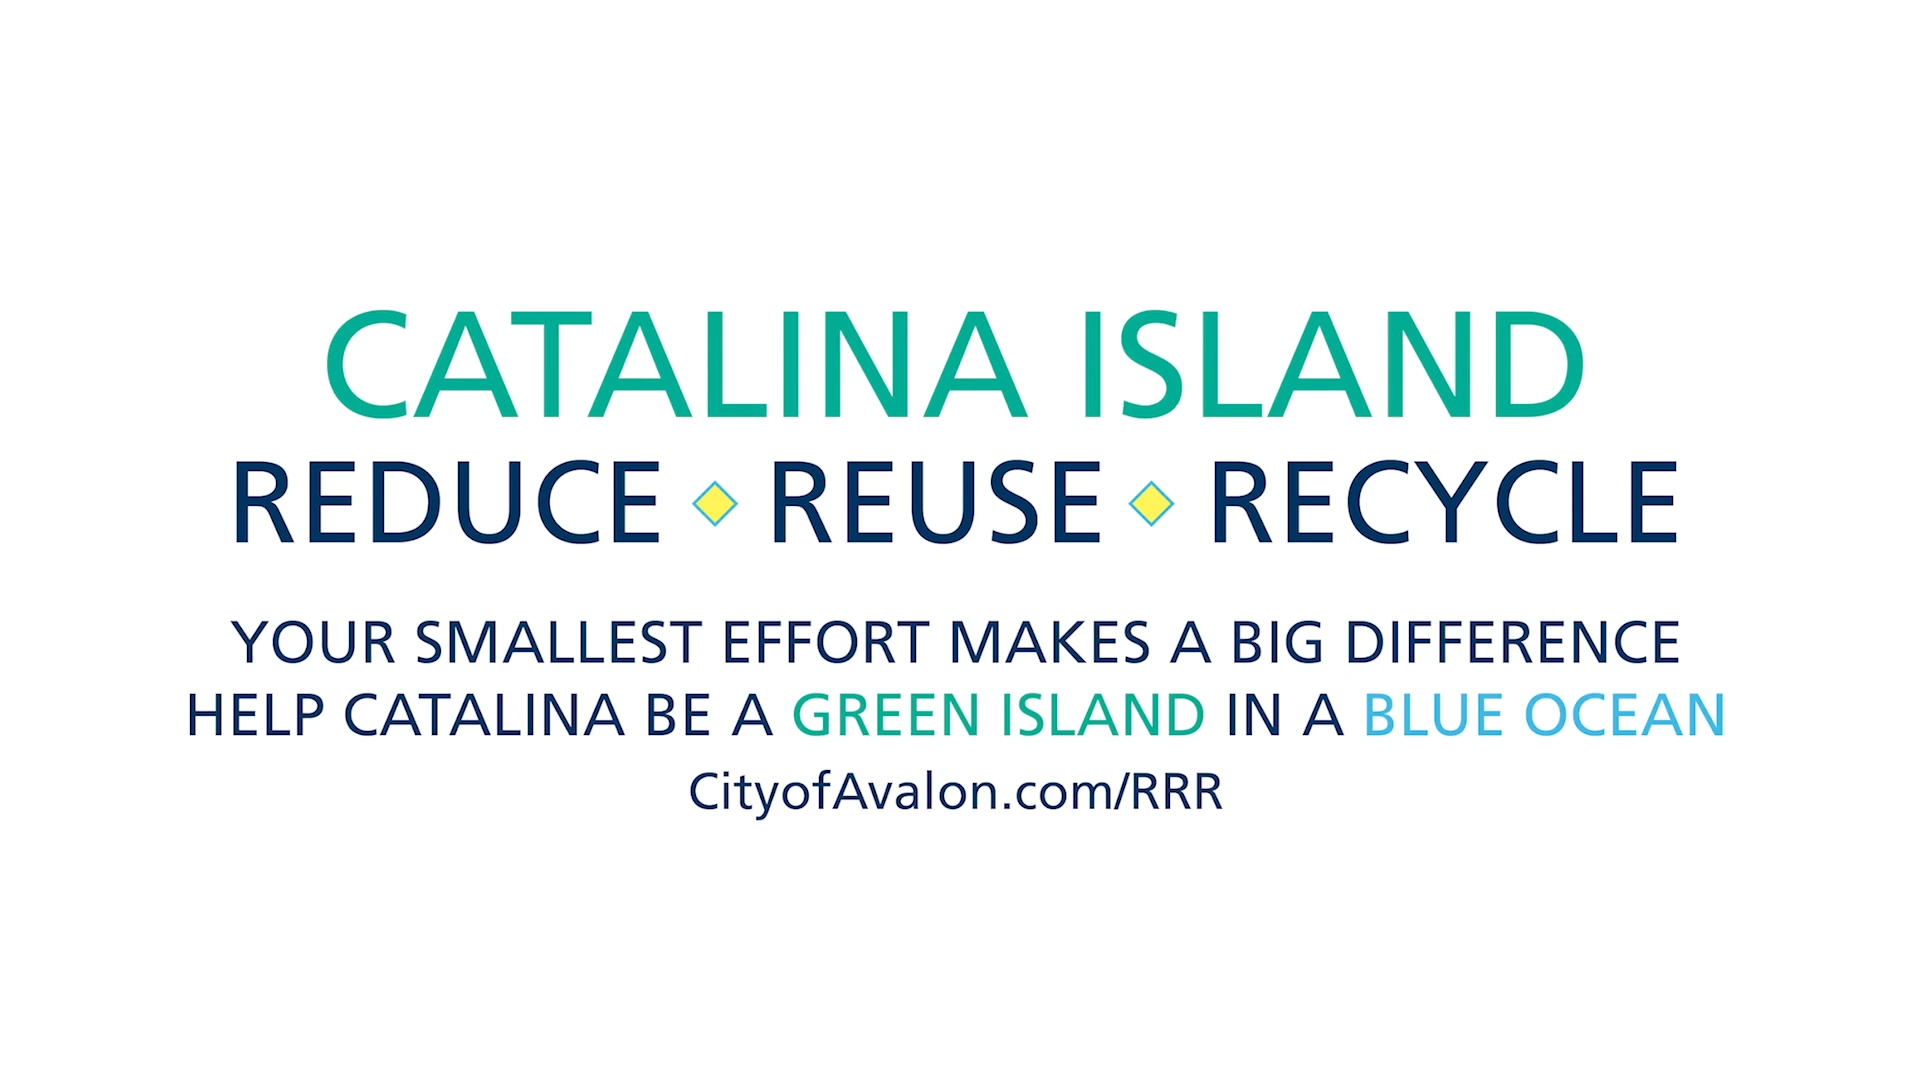 CATALINA ISLAND
REDUCE REUSE RECYCLE
YOUR SMALLEST EFFORT MAKES A BIG DIFFERENCE
HELP CATALINA BE A GREEN ISLAND IN A BLUE OCEAN
CityofAvalon.com/RRR